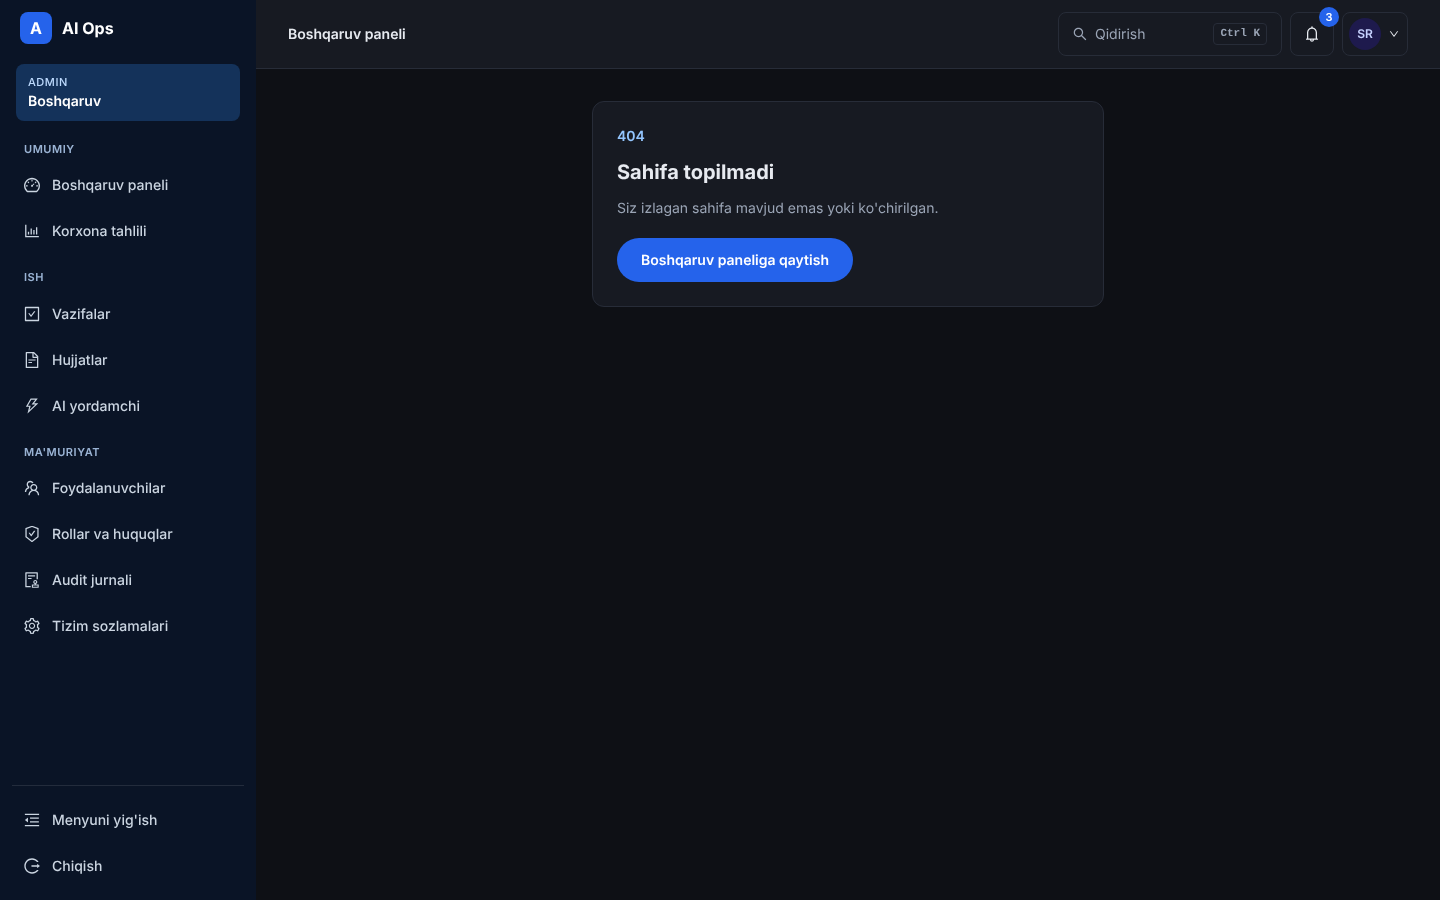 A AI Ops
Boshqaruv paneli
Qidirish
Ctrl K
3
SR
ADMIN
Boshqaruv
UMUMIY
Boshqaruv paneli
Korxona tahlili
ISH
Vazifalar
Hujjatlar
AI yordamchi
MA'MURIYAT
Foydalanuvchilar
Rollar va huquqlar
Audit jurnali
Tizim sozlamalari
Menyuni yig'ish
Chiqish
404
Sahifa topilmadi
Siz izlagan sahifa mavjud emas yoki ko'chirilgan.
Boshqaruv paneliga qaytish